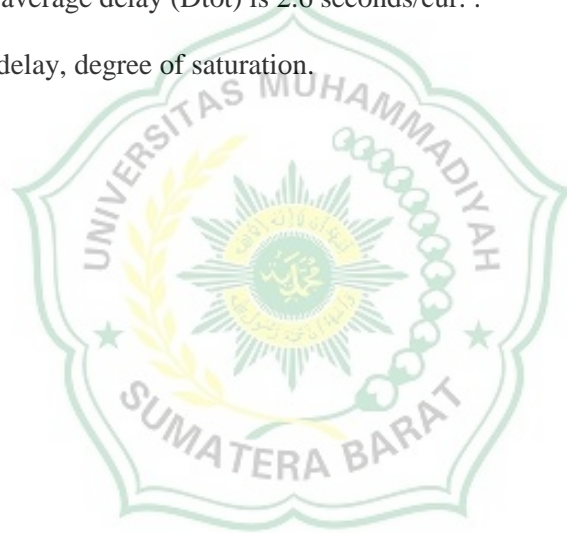 average delay (Dtot) is 2.6 seconds/cur. .
delay, degree of saturation.
UNIVERSITAS MUHAMMADIYAH
SUMATERA BARAT